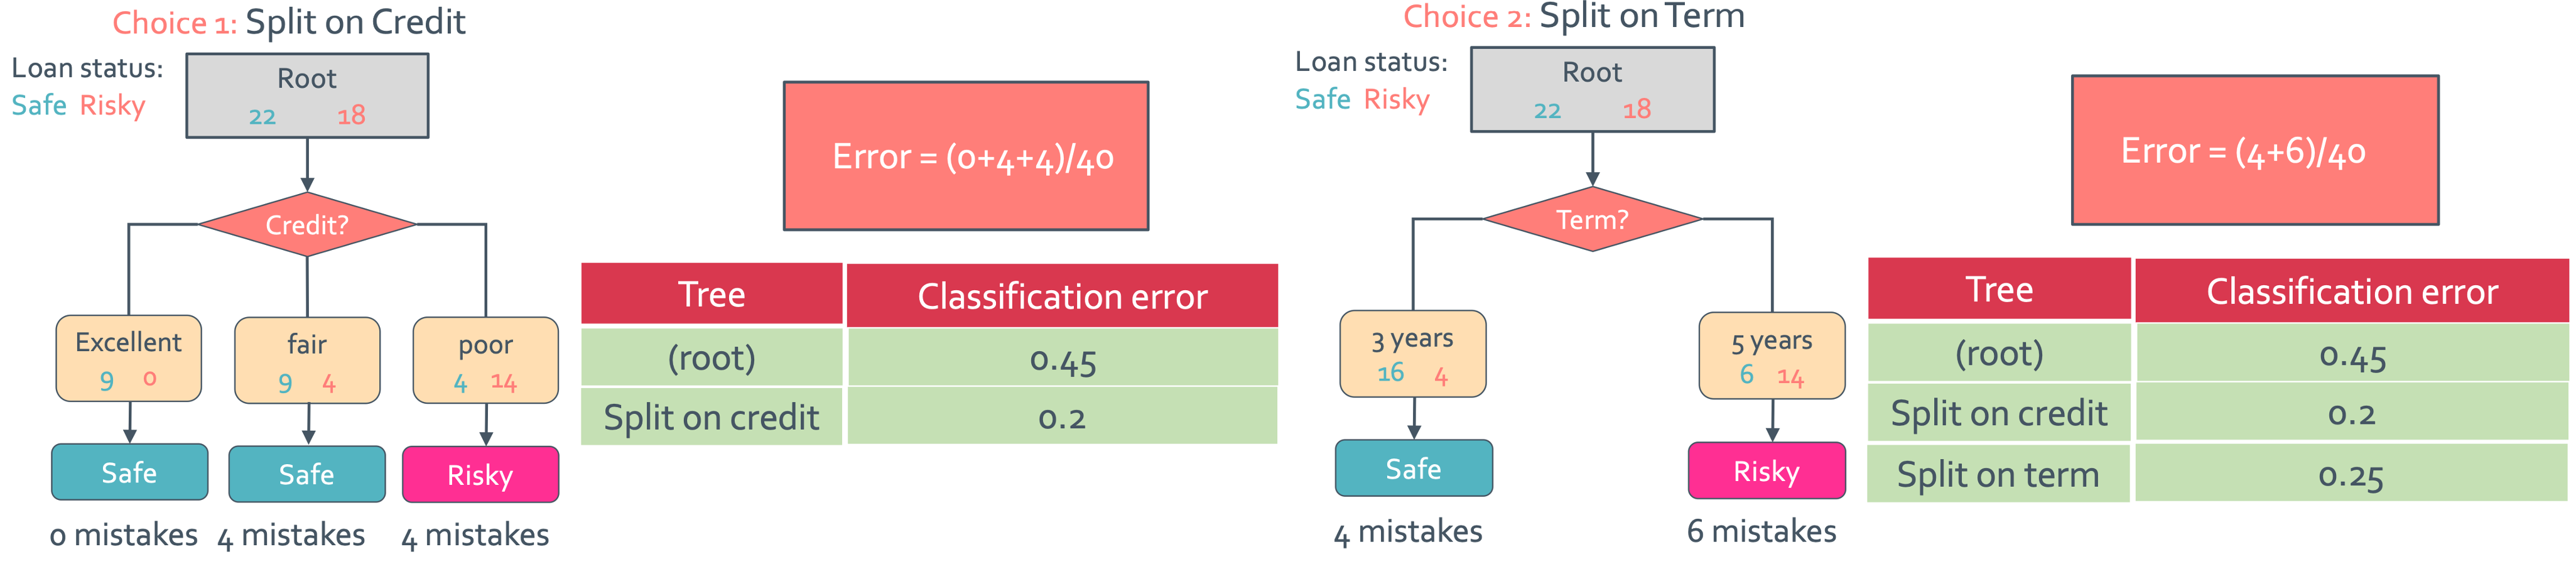 Choice 1: Split on Credit
Loan status:
Safe Risky
Root
22 18
Credit?
Excellent
9 0
fair
9 4
poor
4 14
Safe
Safe
Risky
0 mistakes
4 mistakes
4 mistakes
Error = (0+4+4)/40
Tree Classification error
(root) 0.45
Split on credit 0.2
Choice 2: Split on Term
Loan status:
Safe Risky
Root
22 18
Term?
3 years
16 4
5 years
6 14
Safe
Risky
4 mistakes
6 mistakes
Error = (4+6)/40
Tree Classification error
(root) 0.45
Split on credit 0.2
Split on term 0.25